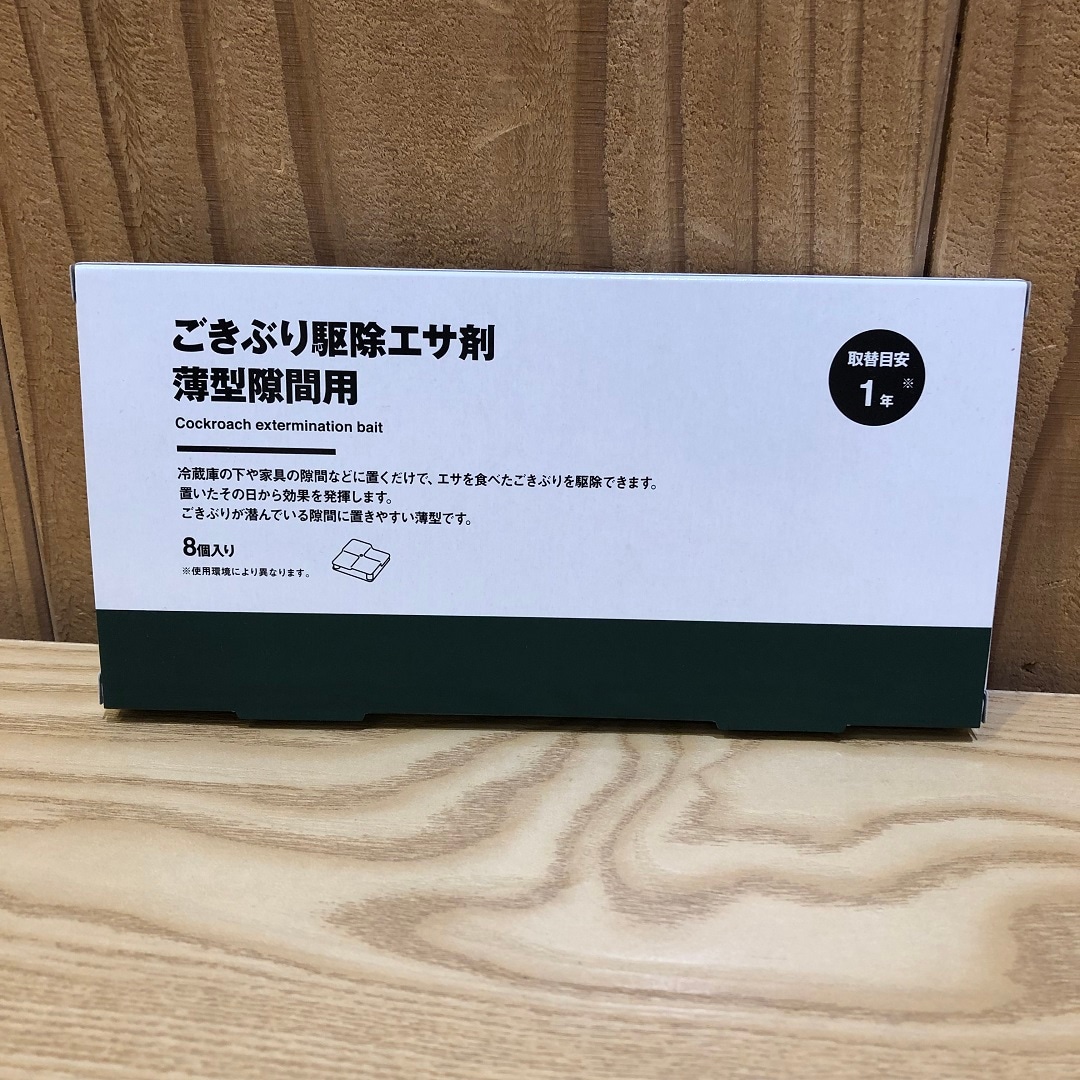 ごきぶり駆除エサ剤
薄型隙間用
Cockroach extermination bait
取替目安
1年※
冷蔵庫の下や家具の隙間などに置くだけで、エサを食べたごきぶりを駆除できます。
置いたその日から効果を発揮します。
ごきぶりが潜んでいる隙間に置きやすい薄型です。
8個入り
※使用環境により異なります。